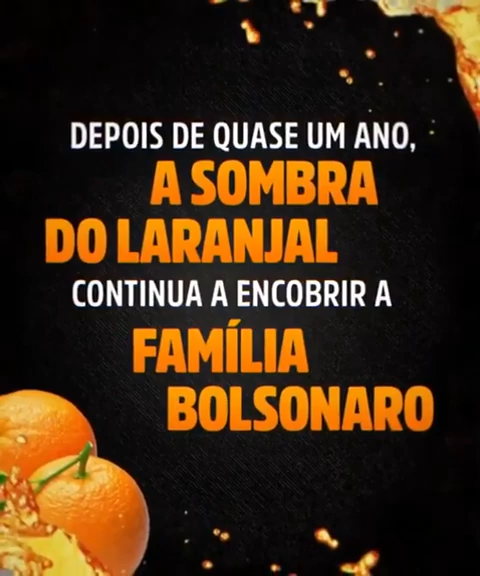 DEPOIS DE QUASE UM ANO,
A SOMBRA
DO LARANJAL
CONTINUA A ENCOBRIR A
FAMÍLIA
BOLSONARO